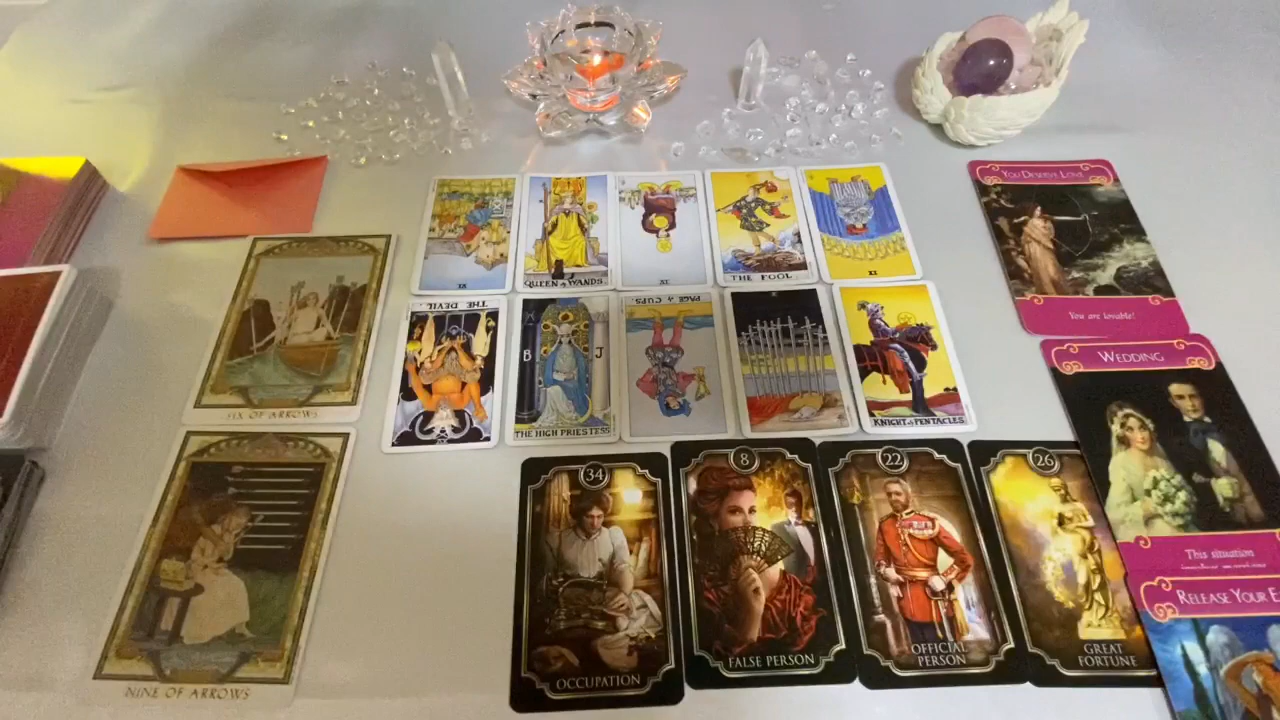 QUEEN of WANDS.
THE FOOL.
THE DEVIL.
B J
THE HIGH PRIESTESS
PAGE of CUPS.
KNIGHT of PENTACLES
SIX OF ARROWS
NINE OF ARROWS
34
OCCUPATION
8
FALSE PERSON
22
OFFICIAL
PERSON
26
GREAT
FORTUNE
YOU DESERVE LOVE
You are lovable!
WEDDING
This situation
RELEASE YOUR E